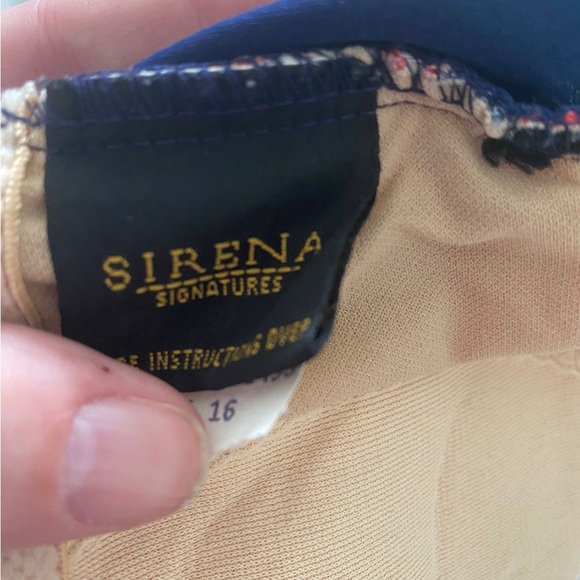 SIRENA
SIGNATURES
INSTRUCTIONS OVER
16